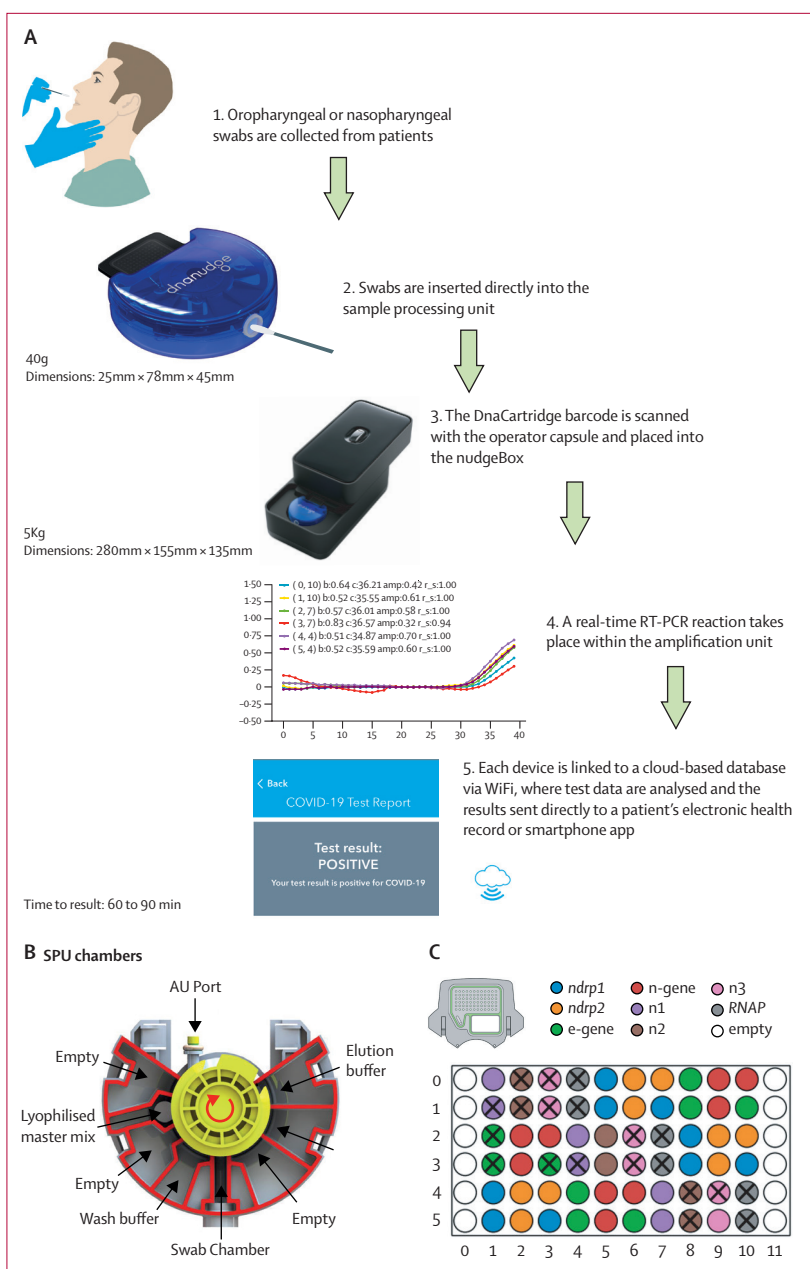 A
1. Oropharyngeal or nasopharyngeal
swabs are collected from patients
dnanudge
2. Swabs are inserted directly into the
sample processing unit
40g
Dimensions: 25mm × 78mm × 45mm
3. The DnaCartridge barcode is scanned
with the operator capsule and placed into
the nudgeBox
5Kg
Dimensions: 280mm × 155mm × 135mm
1·50
1·25
1·00
0·75
0·50
0·25
0
–0·25
–0·50
( 0, 10) b:0.64 c:36.21 amp:0.42 r_s:1.00
( 1, 10) b:0.52 c:35.55 amp:0.61 r_s:1.00
( 2, 7) b:0.57 c:36.01 amp:0.58 r_s:1.00
( 3, 7) b:0.83 c:36.57 amp:0.32 r_s:0.94
( 4, 4) b:0.51 c:34.87 amp:0.70 r_s:1.00
( 5, 4) b:0.52 c:35.59 amp:0.60 r_s:1.00
0 5 10 15 20 25 30 35 40
4. A real-time RT-PCR reaction takes
place within the amplification unit
5. Each device is linked to a cloud-based database
via WiFi, where test data are analysed and the
results sent directly to a patient's electronic health
record or smartphone app
Back
COVID-19 Test Report
Test result:
POSITIVE
Your test result is positive for COVID-19
Time to result: 60 to 90 min
B SPU chambers
AU Port
Empty
Elution
buffer
Lyophilised
master mix
Empty
Wash buffer
Empty
Swab Chamber
C
ndrp1 n-gene n3
ndrp2 n1 RNAP
e-gene n2 empty
0
1
2
3
4
5
0 1 2 3 4 5 6 7 8 9 10 11